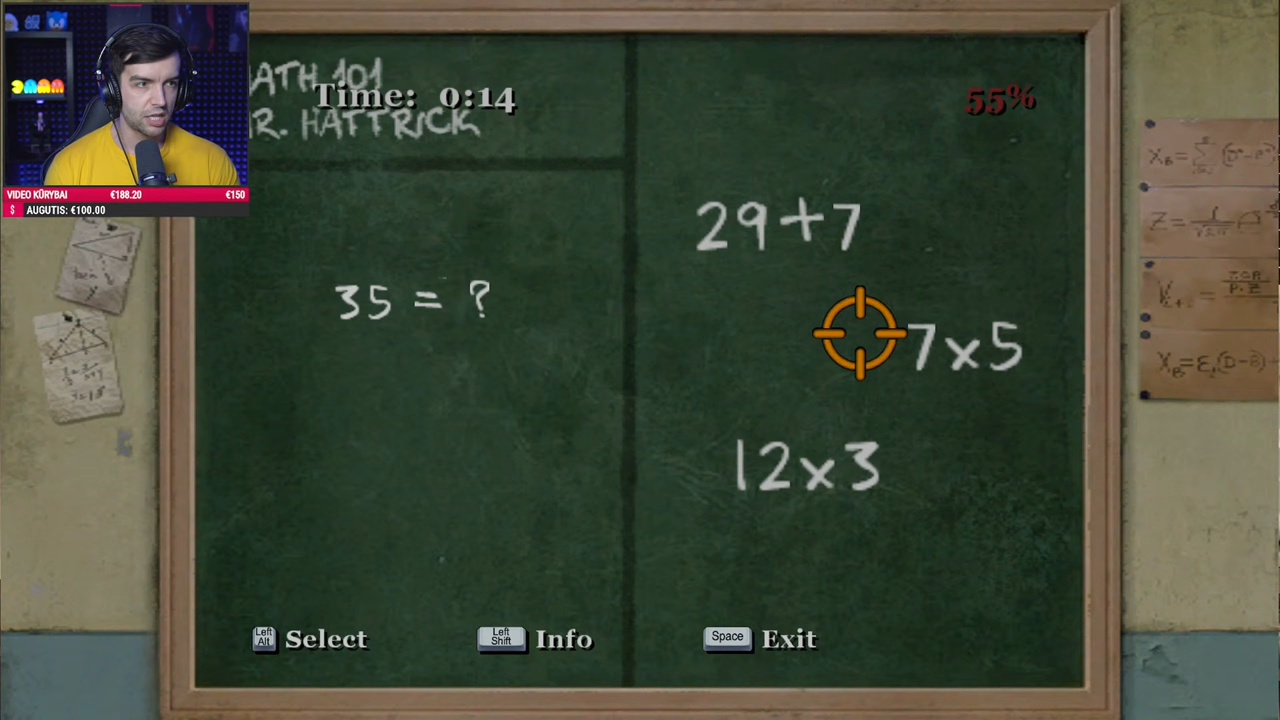 ATH 101
Time: 0:14
R. HATTRICK
55%
VIDEO KŪRYBAI €188.20 €150
$ AUGUTIS: €100.00
35 = ?
29+7
7x5
12x3
Left Alt Select
Left Shift Info
Space Exit